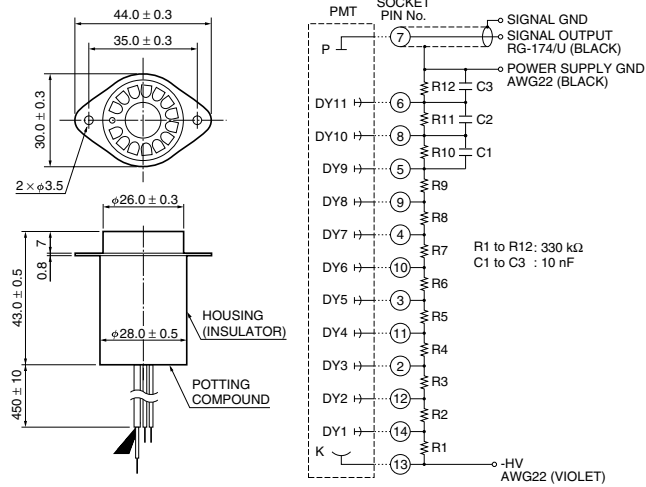 44.0 ± 0.3
35.0 ± 0.3
30.0 ± 0.3
2 × φ3.5
φ26.0 ± 0.3
7
0.8
43.0 ± 0.5
φ28.0 ± 0.5
450 ± 10
HOUSING
(INSULATOR)
POTTING
COMPOUND
PMT
SOCKET
PIN No.
P
7
SIGNAL GND
SIGNAL OUTPUT
RG-174/U (BLACK)
POWER SUPPLY GND
AWG22 (BLACK)
R12 C3
DY11 6
R11 C2
DY10 8
R10 C1
DY9 5
R9
DY8 9
R8
DY7 4
R7
DY6 10
R6
DY5 3
R5
DY4 11
R4
DY3 2
R3
DY2 12
R2
DY1 14
R1
K 13
-HV
AWG22 (VIOLET)
R1 to R12: 330 kΩ
C1 to C3 : 10 nF